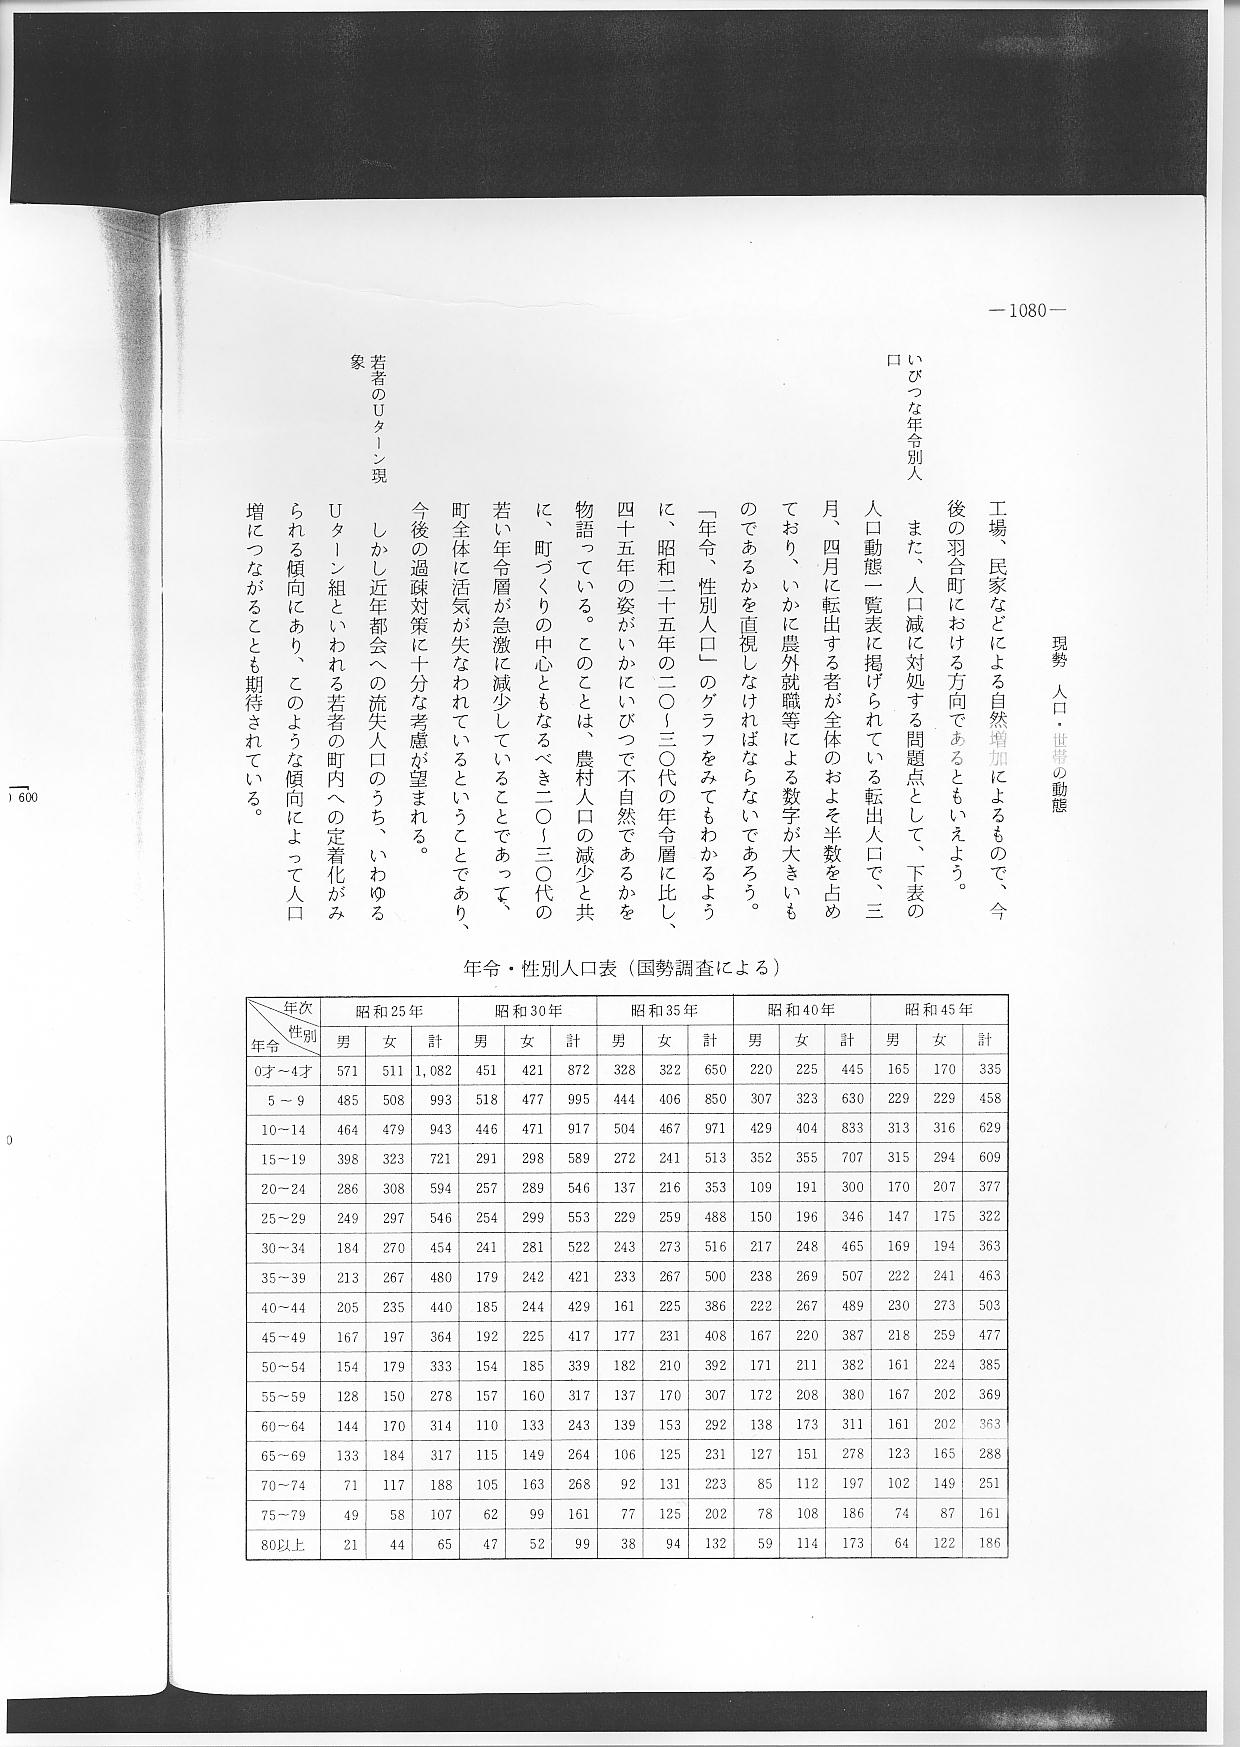 —1080—
現勢　人口・世帯の動態
工場、民家などによる自然増加によるもので、今
後の羽合町における方向であるともいえよう。
いびつな年令別人
口
また、人口減に対処する問題点として、下表の
人口動態一覧表に掲げられている転出人口で、三
月、四月に転出する者が全体のおよそ半数を占め
ており、いかに農外就職等による数字が大きいも
のであるかを直視しなければならないであろう。
「年令、性別人口」のグラフをみてもわかるよう
に、昭和二十五年の二〇〜三〇代の年令層に比し、
四十五年の姿がいかにいびつで不自然であるかを
物語っている。このことは、農村人口の減少と共
に、町づくりの中心ともなるべき二〇〜三〇代の
若い年令層が急激に減少していることであって、
町全体に活気が失なわれているということであり、
今後の過疎対策に十分な考慮が望まれる。
若者のUターン現
象
しかし近年都会への流失人口のうち、いわゆる
Uターン組といわれる若者の町内への定着化がみ
られる傾向にあり、このような傾向によって人口
増につながることも期待されている。
年令・性別人口表（国勢調査による）
年次 昭和25年 昭和30年 昭和35年 昭和40年 昭和45年
性別
年令 男 女 計 男 女 計 男 女 計 男 女 計 男 女 計
0才〜4才 571 511 1,082 451 421 872 328 322 650 220 225 445 165 170 335
5〜9 485 508 993 518 477 995 444 406 850 307 323 630 229 229 458
10〜14 464 479 943 446 471 917 504 467 971 429 404 833 313 316 629
15〜19 398 323 721 291 298 589 272 241 513 352 355 707 315 294 609
20〜24 286 308 594 257 289 546 137 216 353 109 191 300 170 207 377
25〜29 249 297 546 254 299 553 229 259 488 150 196 346 147 175 322
30〜34 184 270 454 241 281 522 243 273 516 217 248 465 169 194 363
35〜39 213 267 480 179 242 421 233 267 500 238 269 507 222 241 463
40〜44 205 235 440 185 244 429 161 225 386 222 267 489 230 273 503
45〜49 167 197 364 192 225 417 177 231 408 167 220 387 218 259 477
50〜54 154 179 333 154 185 339 182 210 392 171 211 382 161 224 385
55〜59 128 150 278 157 160 317 137 170 307 172 208 380 167 202 369
60〜64 144 170 314 110 133 243 139 153 292 138 173 311 161 202 363
65〜69 133 184 317 115 149 264 106 125 231 127 151 278 123 165 288
70〜74 71 117 188 105 163 268 92 131 223 85 112 197 102 149 251
75〜79 49 58 107 62 99 161 77 125 202 78 108 186 74 87 161
80以上 21 44 65 47 52 99 38 94 132 59 114 173 64 122 186
600